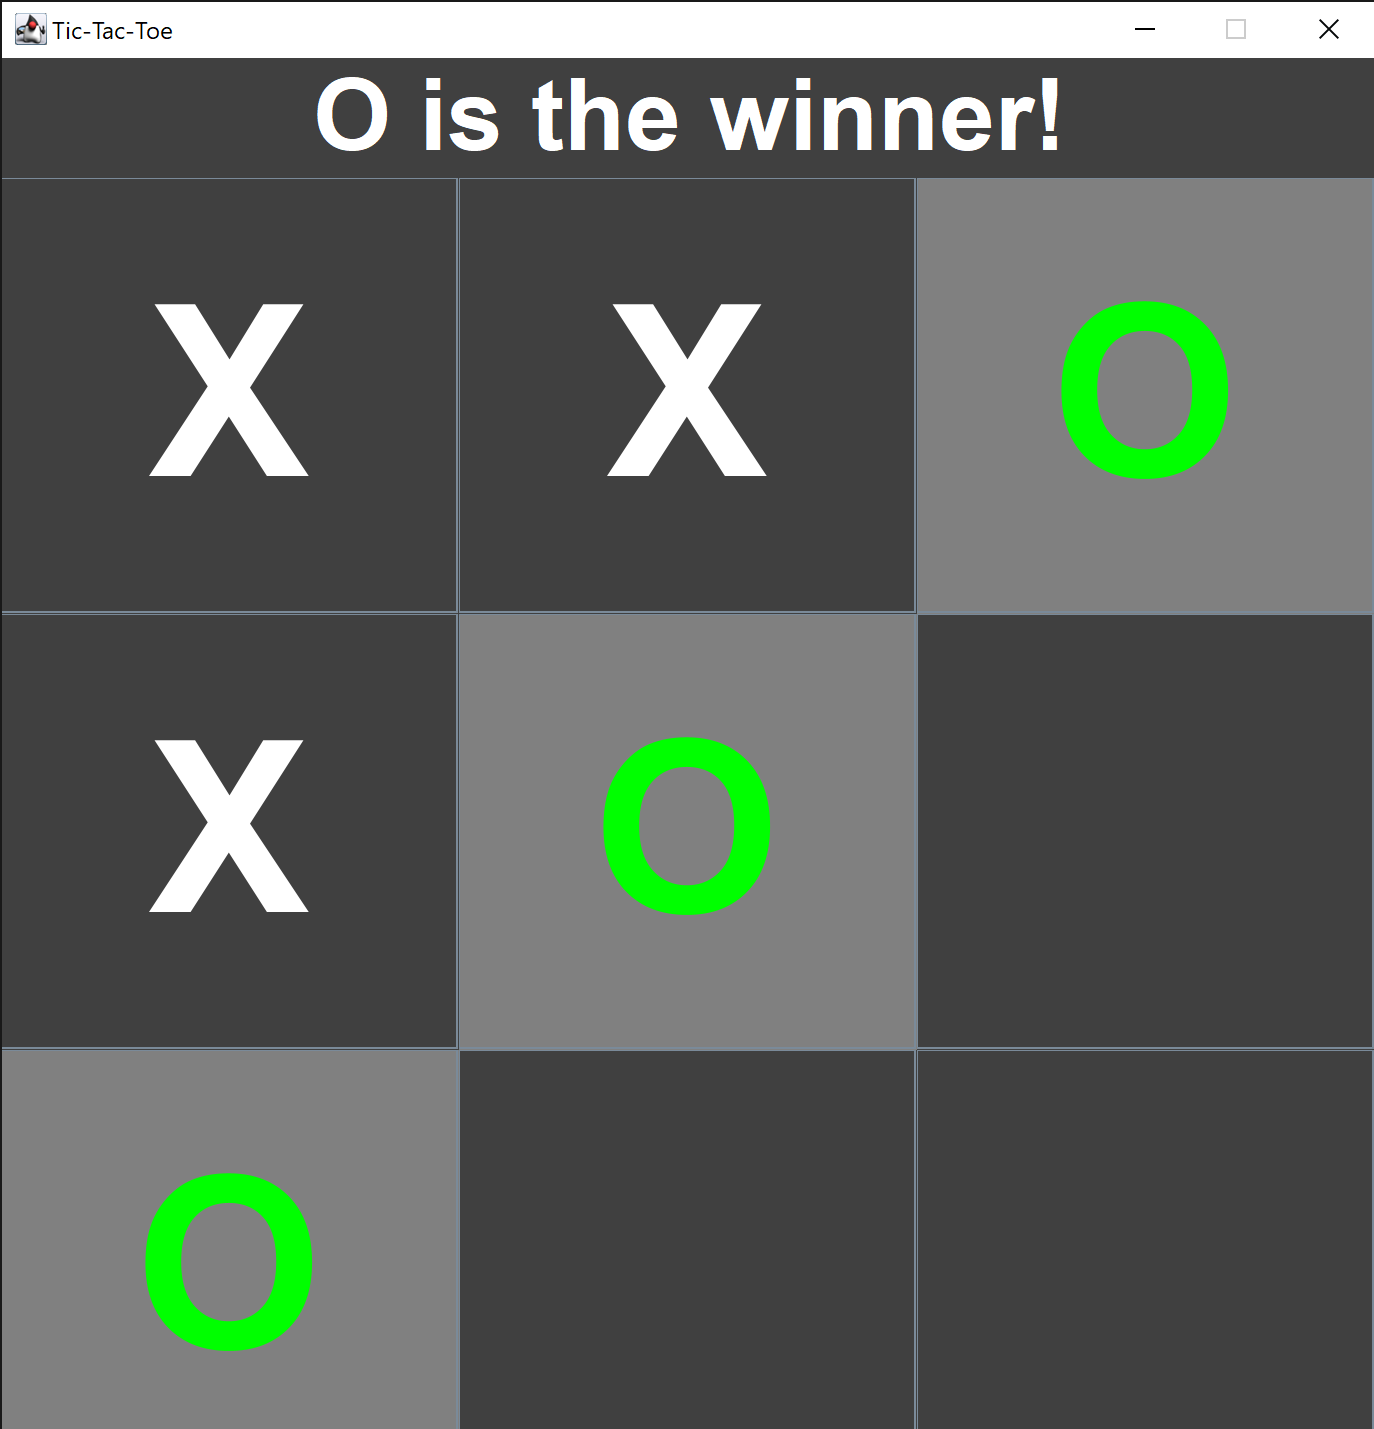 Tic-Tac-Toe
O is the winner!
X X O
X O
O